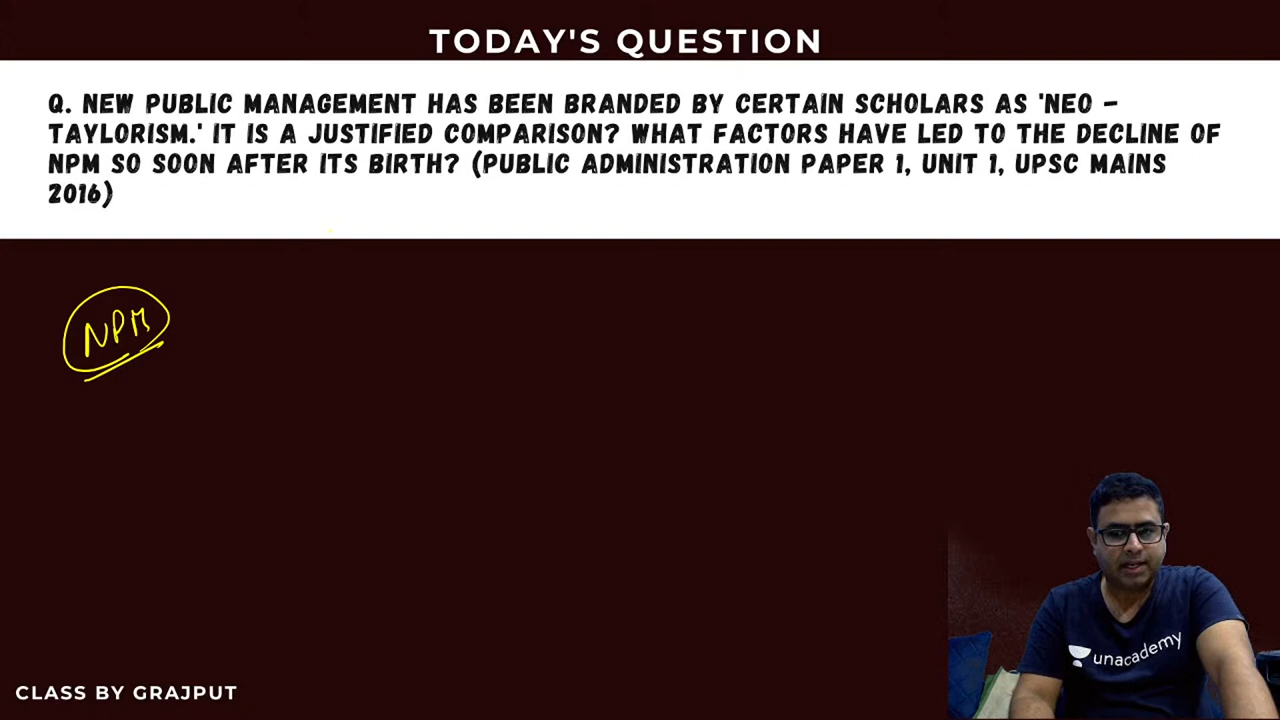 TODAY'S QUESTION
Q. NEW PUBLIC MANAGEMENT HAS BEEN BRANDED BY CERTAIN SCHOLARS AS 'NEO –
TAYLORISM.' IT IS A JUSTIFIED COMPARISON? WHAT FACTORS HAVE LED TO THE DECLINE OF
NPM SO SOON AFTER ITS BIRTH? (PUBLIC ADMINISTRATION PAPER 1, UNIT 1, UPSC MAINS
2016)
NPM
unacademy
CLASS BY GRAJPUT